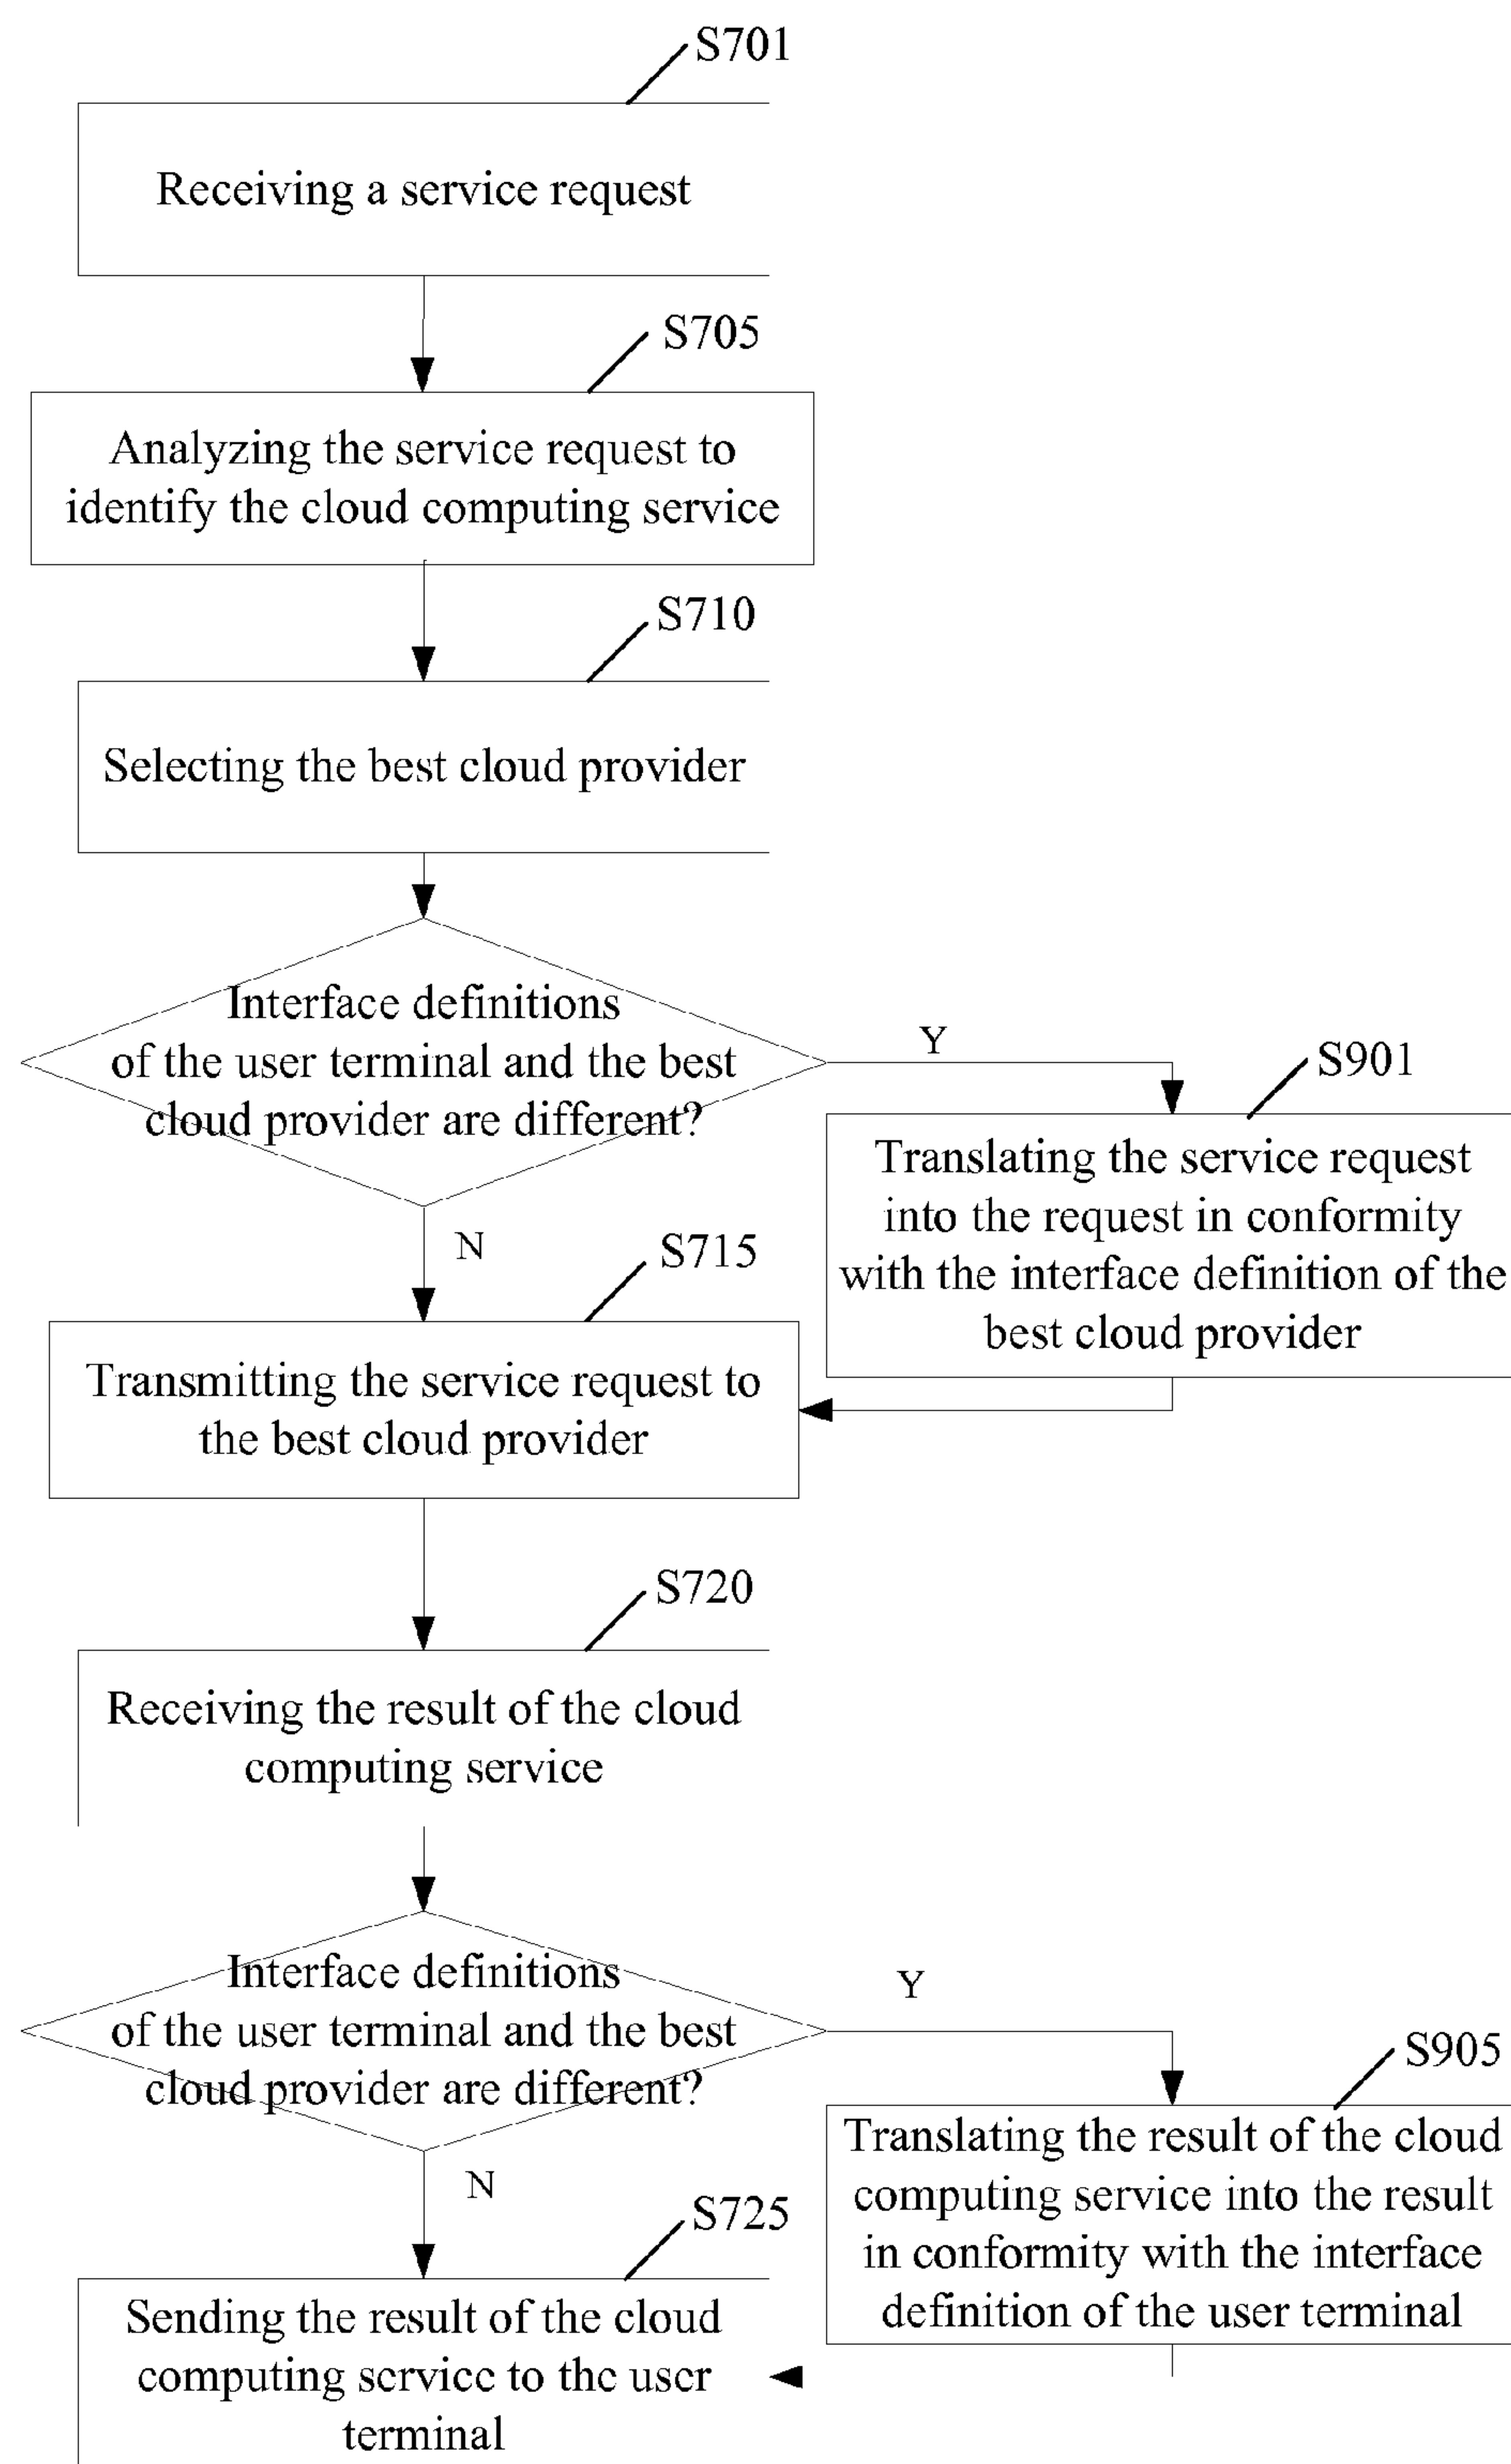 S701
Receiving a service request
S705
Analyzing the service request to
identify the cloud computing service
S710
Selecting the best cloud provider
Interface definitions
of the user terminal and the best
cloud provider are different?
Y
S901
Translating the service request
into the request in conformity
with the interface definition of the
best cloud provider
N
S715
Transmitting the service request to
the best cloud provider
S720
Receiving the result of the cloud
computing service
Interface definitions
of the user terminal and the best
cloud provider are different?
Y
S905
Translating the result of the cloud
computing service into the result
in conformity with the interface
definition of the user terminal
N
S725
Sending the result of the cloud
computing service to the user
terminal